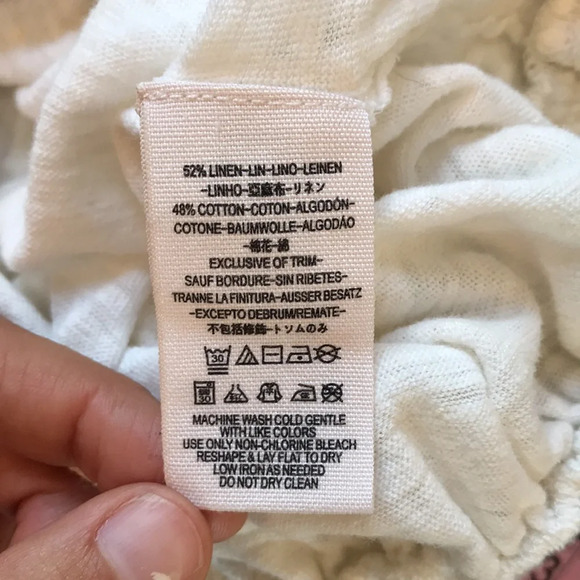 52% LINEN-LIN-LINO-LEINEN
-LINHO-亞麻布-リネン
48% COTTON-COTON-ALGODÓN-
COTONE-BAUMWOLLE-ALGODÃO
-棉花-綿
EXCLUSIVE OF TRIM-
SAUF BORDURE-SIN RIBETES-
TRANNE LA FINITURA-AUSSER BESATZ
-EXCEPTO DEBRUM/REMATE-
不包括修飾-トリムのみ
30
30
MACHINE WASH COLD GENTLE
WITH LIKE COLORS
USE ONLY NON-CHLORINE BLEACH
RESHAPE & LAY FLAT TO DRY
LOW IRON AS NEEDED
DO NOT DRY CLEAN